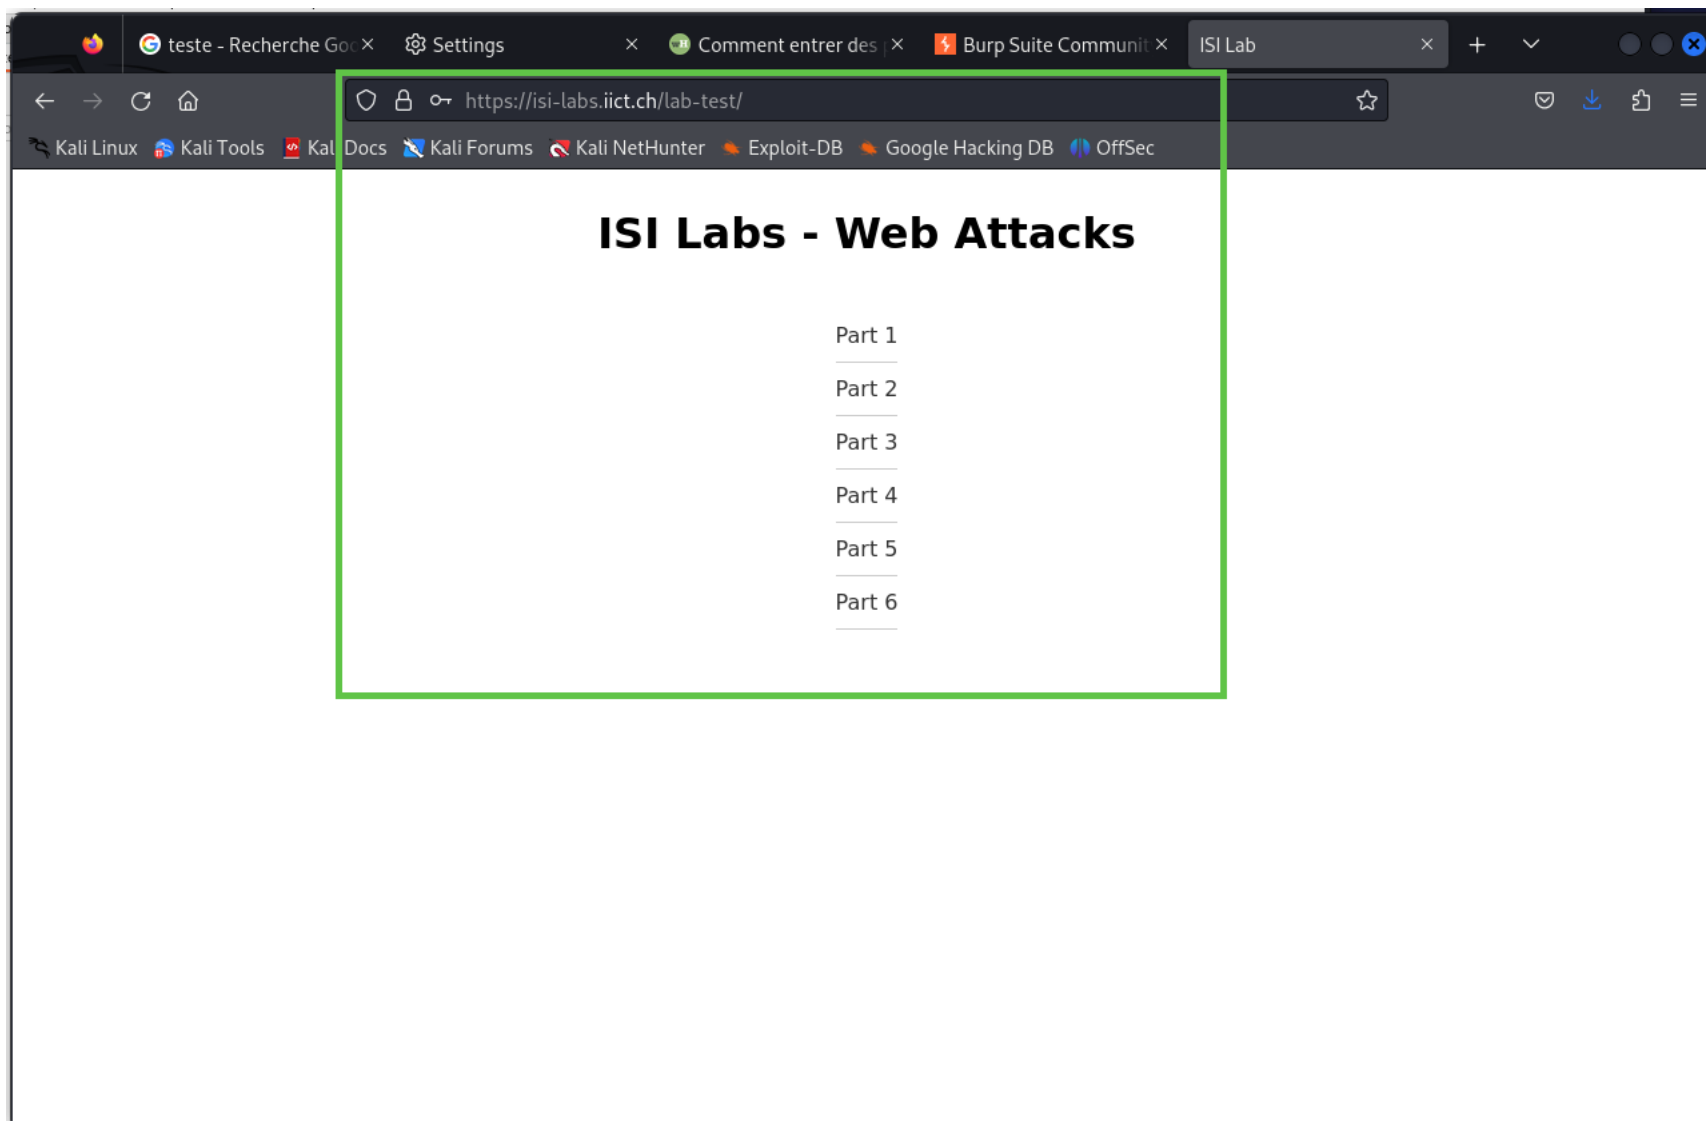 teste - Recherche Goo
Settings
Comment entrer des
Burp Suite Communit
ISI Lab
https://isi-labs.iict.ch/lab-test/
Kali Linux
Kali Tools
Kali Docs
Kali Forums
Kali NetHunter
Exploit-DB
Google Hacking DB
OffSec
ISI Labs - Web Attacks
Part 1
Part 2
Part 3
Part 4
Part 5
Part 6